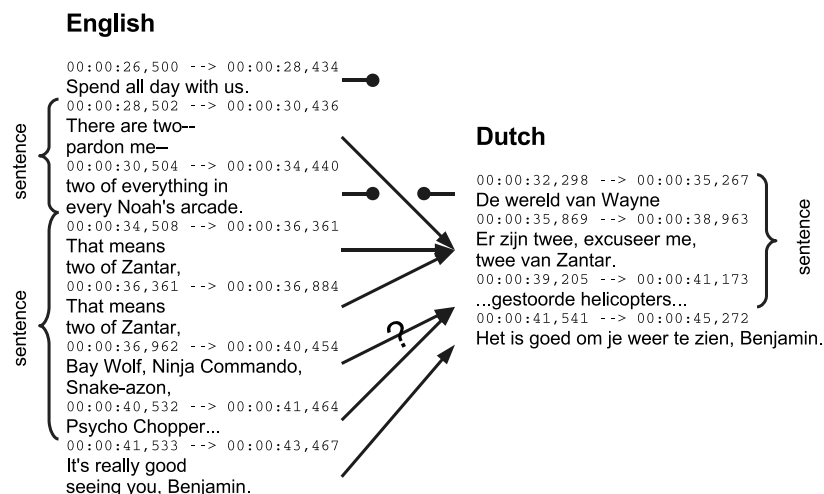 English
00:00:26,500 --> 00:00:28,434
Spend all day with us.
00:00:28,502 --> 00:00:30,436
There are two--
pardon me–
00:00:30,504 --> 00:00:34,440
two of everything in
every Noah's arcade.
00:00:34,508 --> 00:00:36,361
That means
two of Zantar,
00:00:36,361 --> 00:00:36,884
That means
two of Zantar,
00:00:36,962 --> 00:00:40,454
Bay Wolf, Ninja Commando,
Snake-azon,
00:00:40,532 --> 00:00:41,464
Psycho Chopper...
00:00:41,533 --> 00:00:43,467
It's really good
seeing you, Benjamin.
sentence
sentence
?
Dutch
00:00:32,298 --> 00:00:35,267
De wereld van Wayne
00:00:35,869 --> 00:00:38,963
Er zijn twee, excuseer me,
twee van Zantar.
00:00:39,205 --> 00:00:41,173
...gestoorde helicopters...
00:00:41,541 --> 00:00:45,272
Het is goed om je weer te zien, Benjamin.
sentence